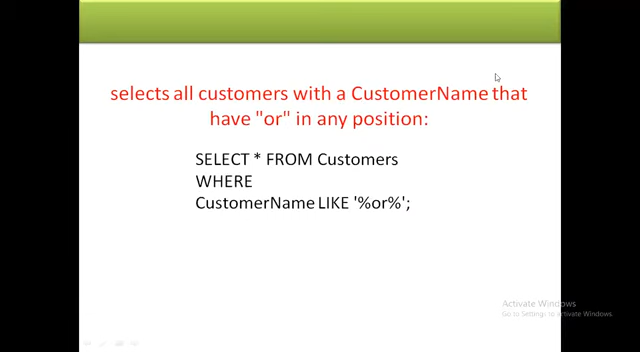 selects all customers with a CustomerName that
have "or" in any position:
SELECT * FROM Customers
WHERE
CustomerName LIKE '%or%';
Activate Windows
Go to Settings to activate Windows.